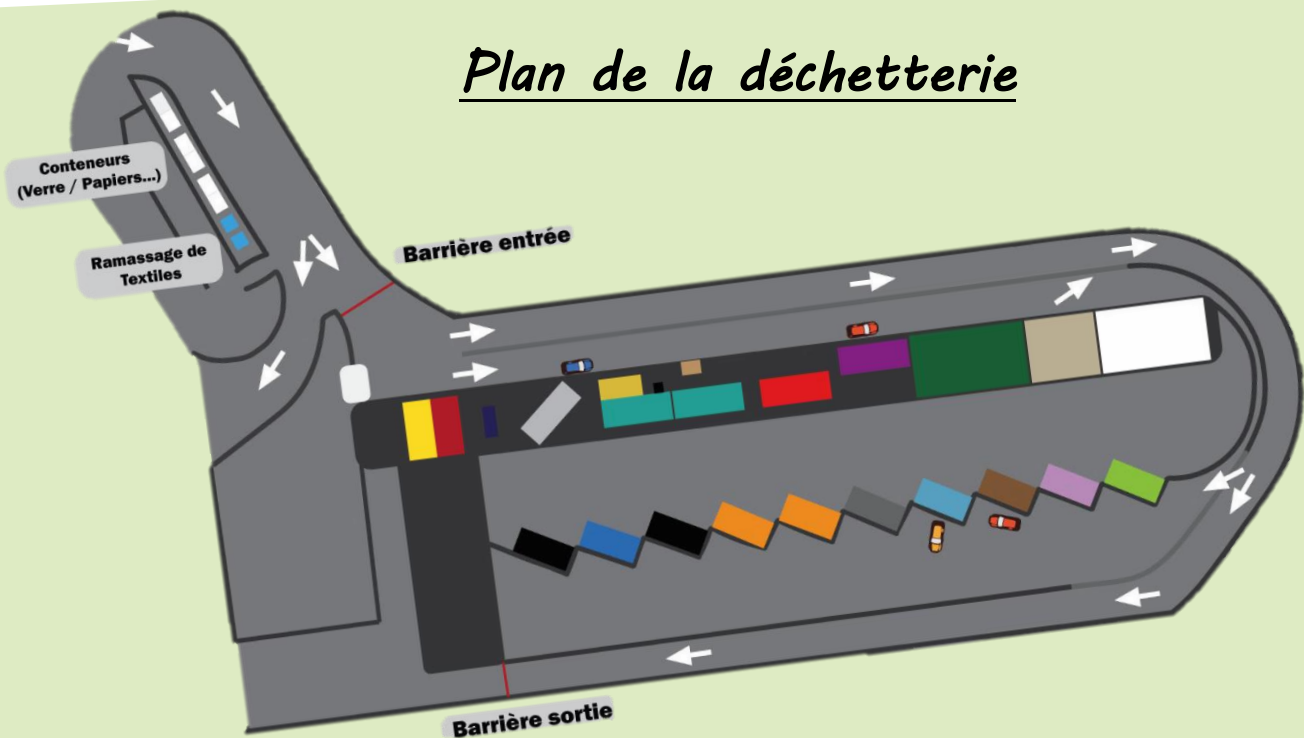 Plan de la déchetterie
Conteneurs
(Verre / Papiers...)
Ramassage de
Textiles
Barrière entrée
Barrière sortie